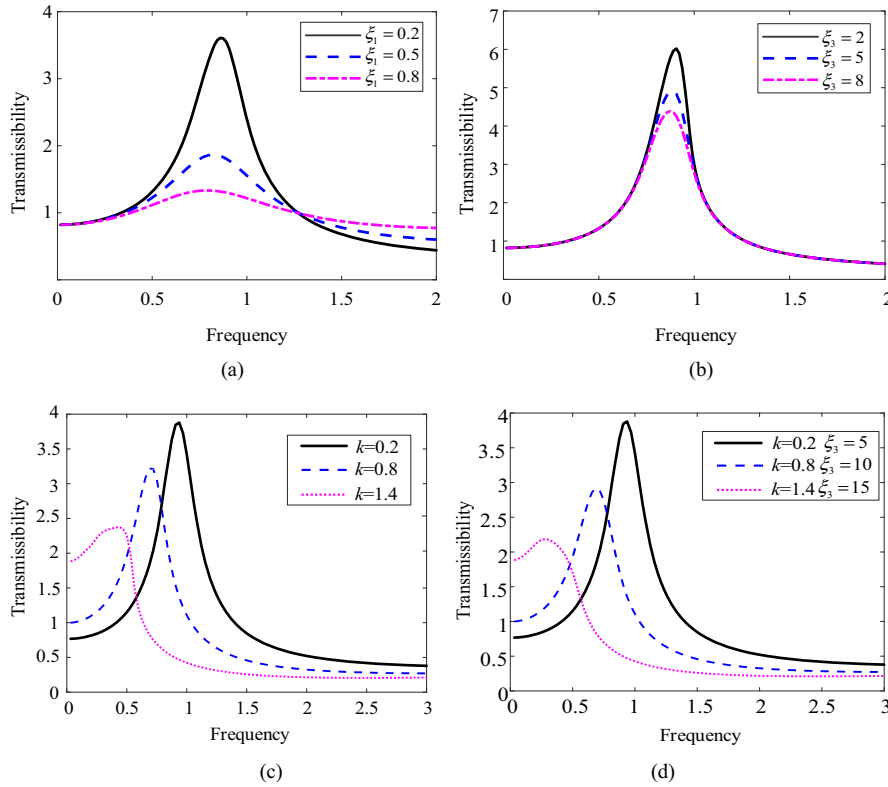 4
3
2
1
Transmissibility
ξ₁ = 0.2
ξ₁ = 0.5
ξ₁ = 0.8
0 0.5 1 1.5 2
Frequency
(a)
7
6
5
4
3
2
1
Transmissibility
ξ₃ = 2
ξ₃ = 5
ξ₃ = 8
0 0.5 1 1.5 2
Frequency
(b)
4
3.5
3
2.5
2
1.5
1
0.5
0
Transmissibility
k=0.2
k=0.8
k=1.4
0 0.5 1 1.5 2 2.5 3
Frequency
(c)
4
3.5
3
2.5
2
1.5
1
0.5
0
Transmissibility
k=0.2 ξ₃ = 5
k=0.8 ξ₃ = 10
k=1.4 ξ₃ = 15
0 0.5 1 1.5 2 2.5 3
Frequency
(d)